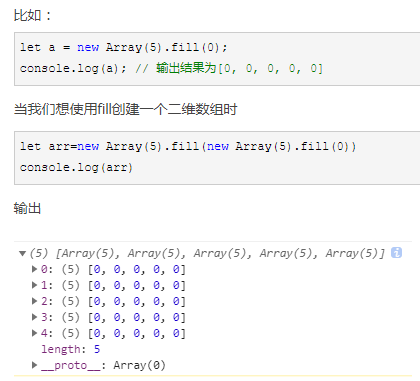 比如：
let a = new Array(5).fill(0);
console.log(a); // 输出结果为[0, 0, 0, 0, 0]
当我们想使用fill创建一个二维数组时
let arr=new Array(5).fill(new Array(5).fill(0))
console.log(arr)
输出
▼(5) [Array(5), Array(5), Array(5), Array(5), Array(5)] i
▶0: (5) [0, 0, 0, 0, 0]
▶1: (5) [0, 0, 0, 0, 0]
▶2: (5) [0, 0, 0, 0, 0]
▶3: (5) [0, 0, 0, 0, 0]
▶4: (5) [0, 0, 0, 0, 0]
length: 5
▶__proto__: Array(0)